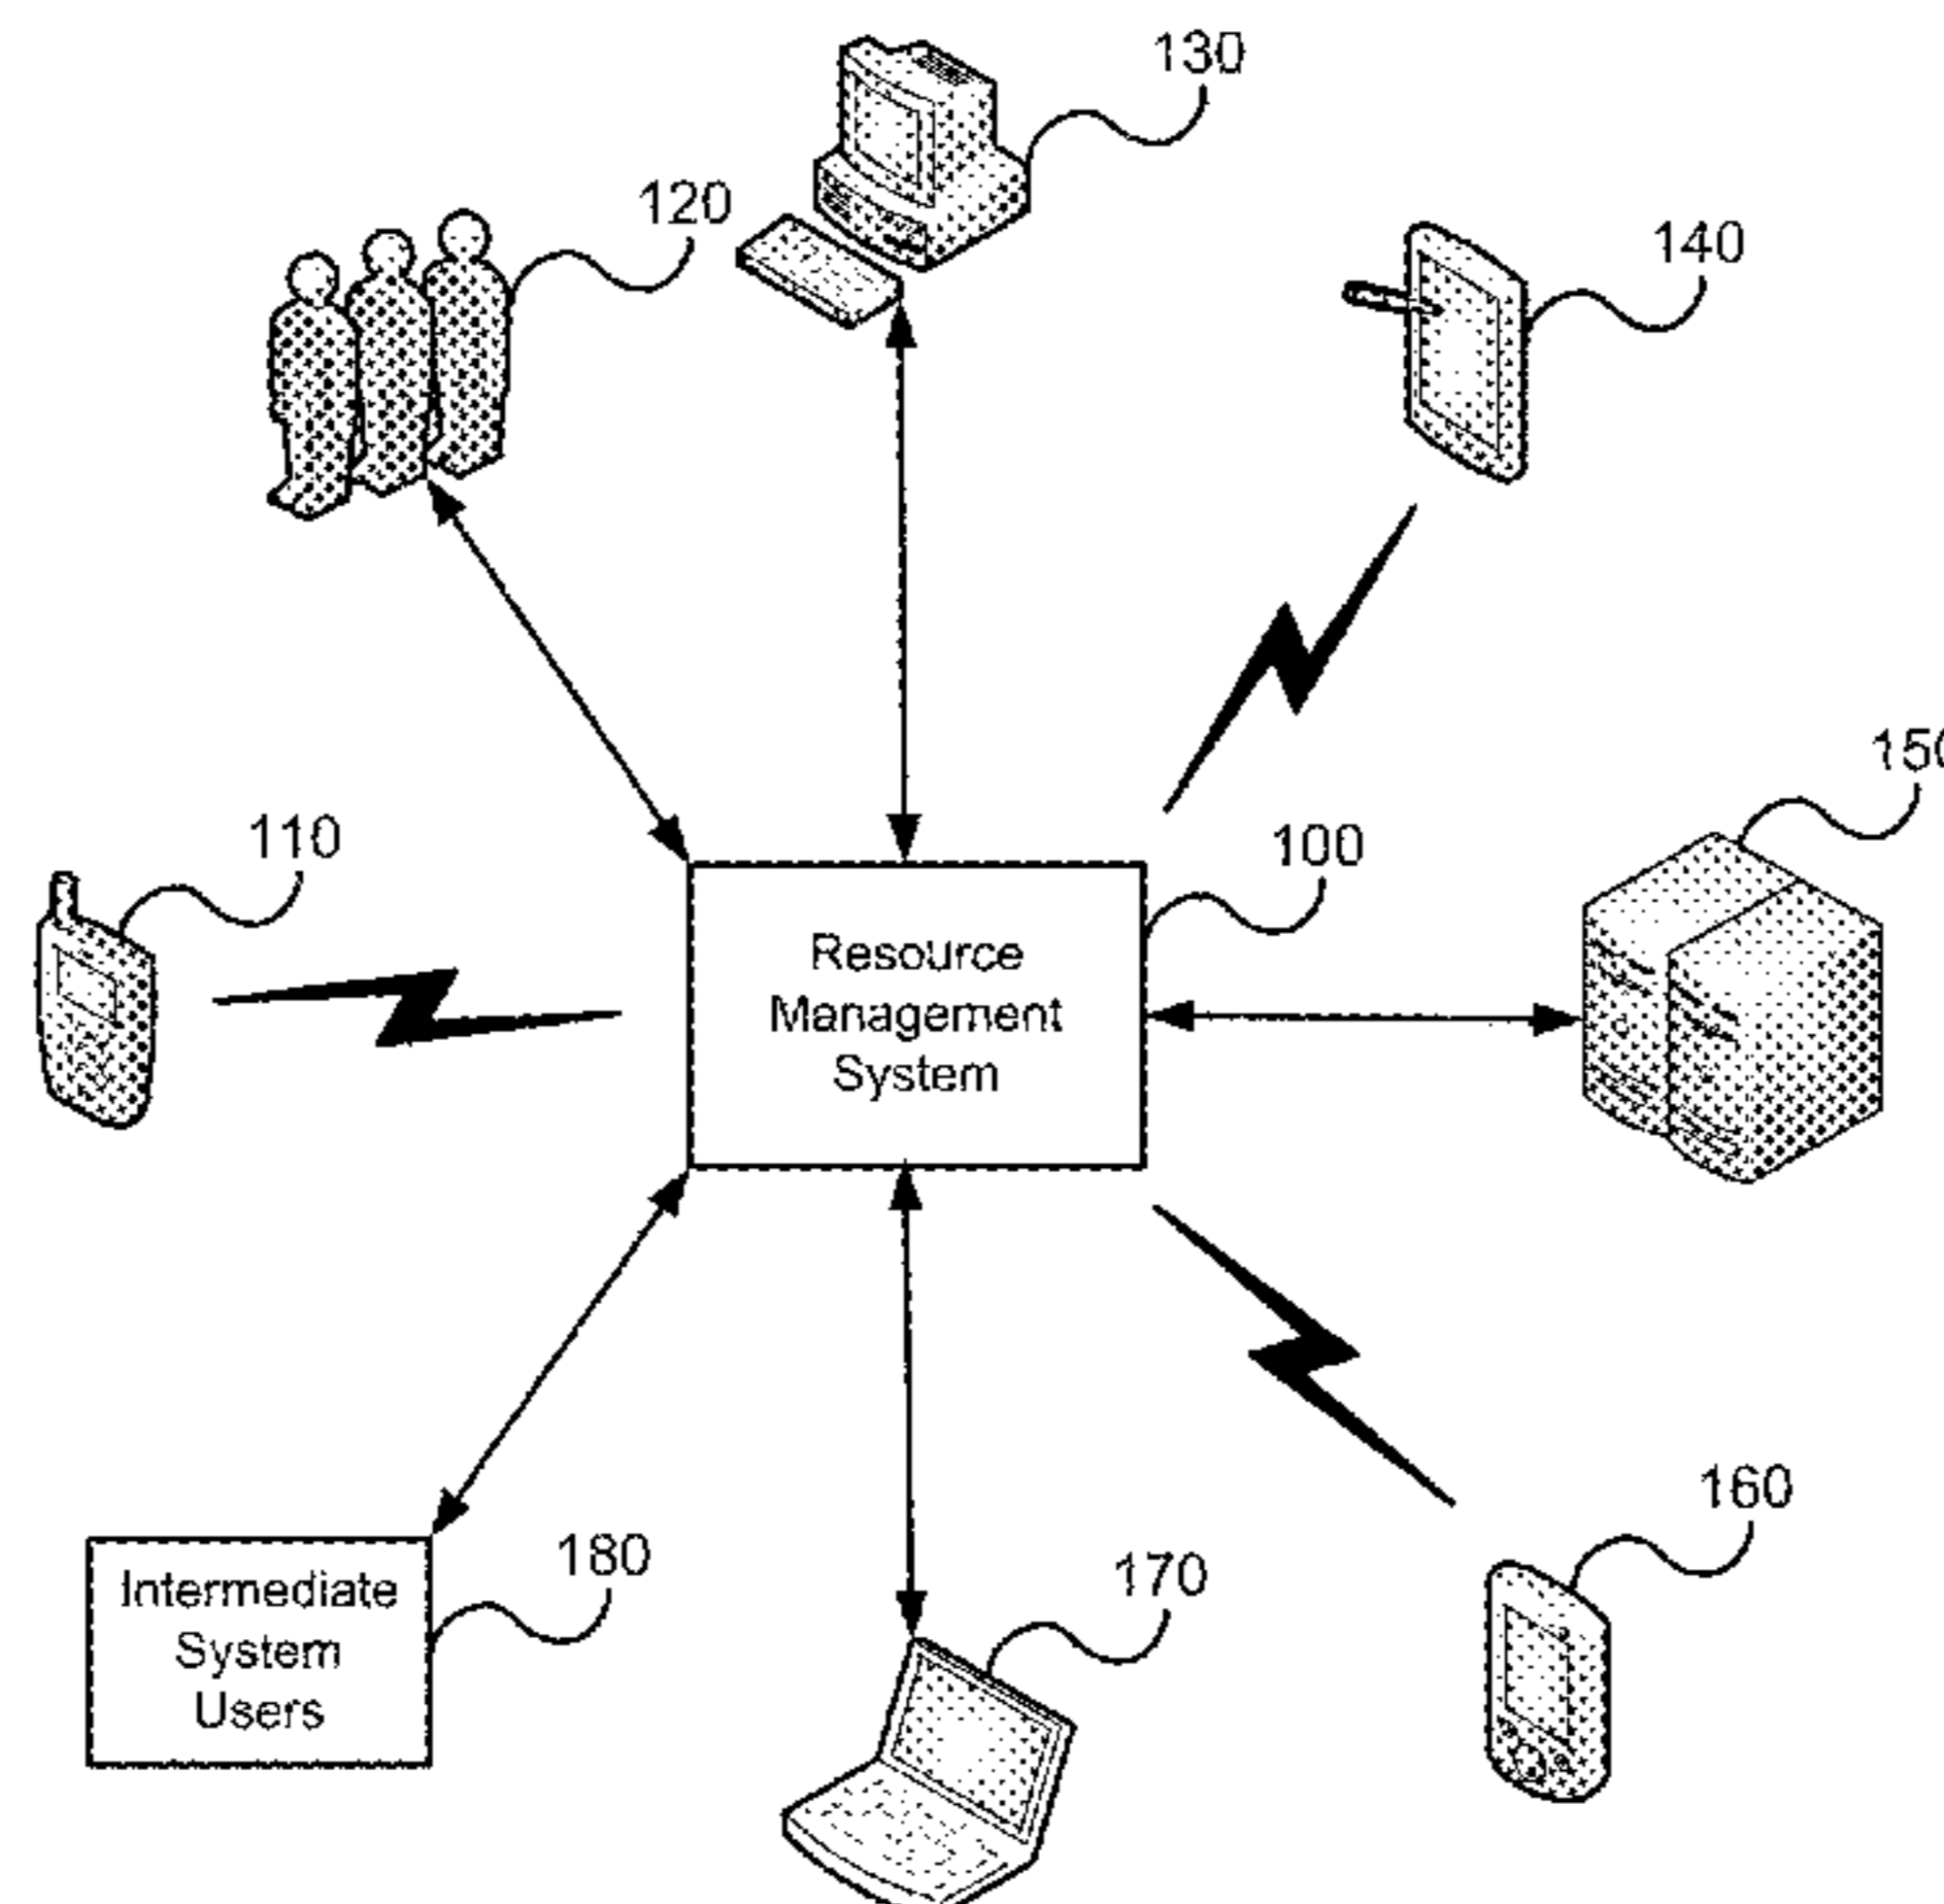 130
120
140
150
110
100
Resource
Management
System
160
180
170
Intermediate
System
Users